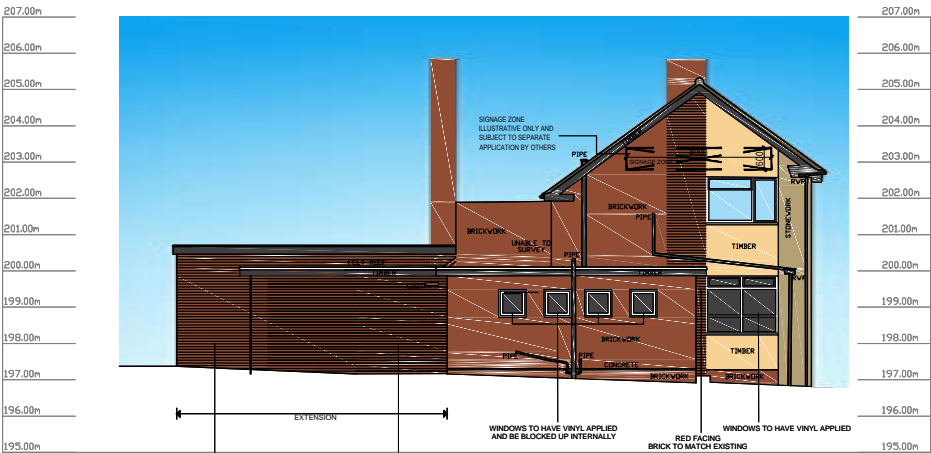 207.00m
206.00m
205.00m
204.00m
203.00m
202.00m
201.00m
200.00m
199.00m
198.00m
197.00m
196.00m
195.00m
207.00m
206.00m
205.00m
204.00m
203.00m
202.00m
201.00m
200.00m
199.00m
198.00m
197.00m
196.00m
195.00m
SIGNAGE ZONE
ILLUSTRATIVE ONLY AND
SUBJECT TO SEPARATE
APPLICATION BY OTHERS
PIPE
SIGNAGE ZONE
600
RVP
BRICKWORK
PIPE
STONEWORK
BRICKWORK
UNABLE TO
SURVEY
PIPE
TIMBER
FELT ROOF
TIMBER
TIMBER
RVP
BRICKWORK
TIMBER
PIPE
PIPE
CONCRETE
BRICKWORK
BRICKWORK
EXTENSION
WINDOWS TO HAVE VINYL APPLIED
AND BE BLOCKED UP INTERNALLY
RED FACING
BRICK TO MATCH EXISTING
WINDOWS TO HAVE VINYL APPLIED